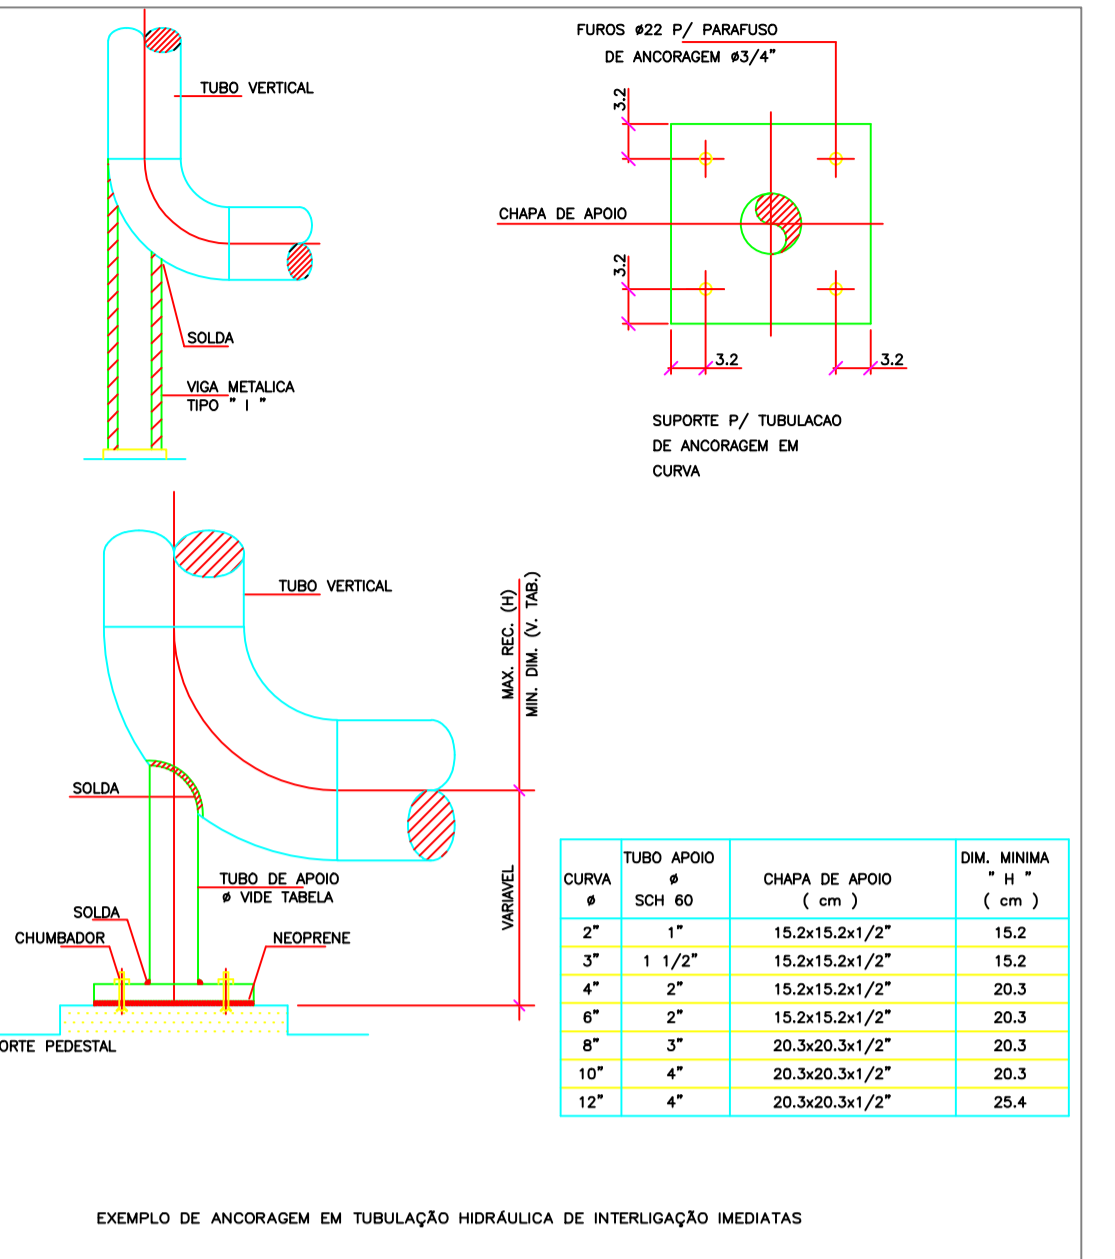 FUROS ø22 P/ PARAFUSO
DE ANCORAGEM ø3/4"
TUBO VERTICAL
3.2
CHAPA DE APOIO
3.2
SOLDA
3.2
3.2
VIGA METALICA
TIPO " I "
SUPORTE P/ TUBULACAO
DE ANCORAGEM EM
CURVA
TUBO VERTICAL
MAX. REC. (H)
MIN. DIM. (V. TAB.)
SOLDA
VARIAVEL
TUBO DE APOIO
ø VIDE TABELA
SOLDA
CHUMBADOR
NEOPRENE
ORTE PEDESTAL
CURVA ø TUBO APOIO ø SCH 60 CHAPA DE APOIO ( cm ) DIM. MINIMA " H " ( cm )
2" 1" 15.2x15.2x1/2" 15.2
3" 1 1/2" 15.2x15.2x1/2" 15.2
4" 2" 15.2x15.2x1/2" 20.3
6" 2" 15.2x15.2x1/2" 20.3
8" 3" 20.3x20.3x1/2" 20.3
10" 4" 20.3x20.3x1/2" 20.3
12" 4" 20.3x20.3x1/2" 25.4
EXEMPLO DE ANCORAGEM EM TUBULAÇÃO HIDRÁULICA DE INTERLIGAÇÃO IMEDIATAS